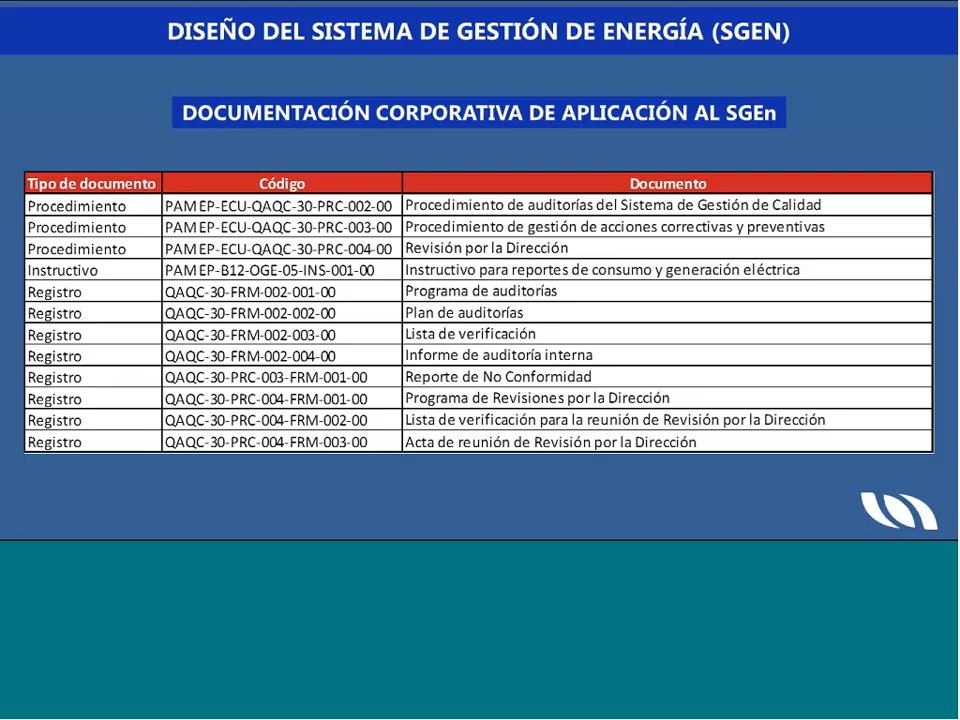 DISEÑO DEL SISTEMA DE GESTIÓN DE ENERGÍA (SGEN)
DOCUMENTACIÓN CORPORATIVA DE APLICACIÓN AL SGEn
Tipo de documento Código Documento
Procedimiento PAMEP-ECU-QAQC-30-PRC-002-00 Procedimiento de auditorías del Sistema de Gestión de Calidad
Procedimiento PAMEP-ECU-QAQC-30-PRC-003-00 Procedimiento de gestión de acciones correctivas y preventivas
Procedimiento PAMEP-ECU-QAQC-30-PRC-004-00 Revisión por la Dirección
Instructivo PAMEP-B12-OGE-05-INS-001-00 Instructivo para reportes de consumo y generación eléctrica
Registro QAQC-30-FRM-002-001-00 Programa de auditorías
Registro QAQC-30-FRM-002-002-00 Plan de auditorías
Registro QAQC-30-FRM-002-003-00 Lista de verificación
Registro QAQC-30-FRM-002-004-00 Informe de auditoría interna
Registro QAQC-30-PRC-003-FRM-001-00 Reporte de No Conformidad
Registro QAQC-30-PRC-004-FRM-001-00 Programa de Revisiones por la Dirección
Registro QAQC-30-PRC-004-FRM-002-00 Lista de verificación para la reunión de Revisión por la Dirección
Registro QAQC-30-PRC-004-FRM-003-00 Acta de reunión de Revisión por la Dirección